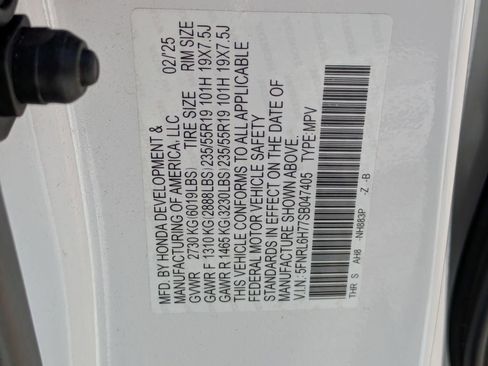 MFD. BY HONDA DEVELOPMENT & 02/'25
MANUFACTURING OF AMERICA, LLC
GVWR 2730 KG(6019LBS) TIRE SIZE RIM SIZE
GAWR F 1310 KG(2888LBS) 235/55R19 101H 19X7.5J
GAWR R 1465 KG(3230LBS) 235/55R19 101H 19X7.5J
THIS VEHICLE CONFORMS TO ALL APPLICABLE
FEDERAL MOTOR VEHICLE SAFETY
STANDARDS IN EFFECT ON THE DATE OF
MANUFACTURE SHOWN ABOVE.
V.I.N.: 5FNRL6H77SB047405 TYPE:MPV
THR S AH8 -NH883P -Z -B